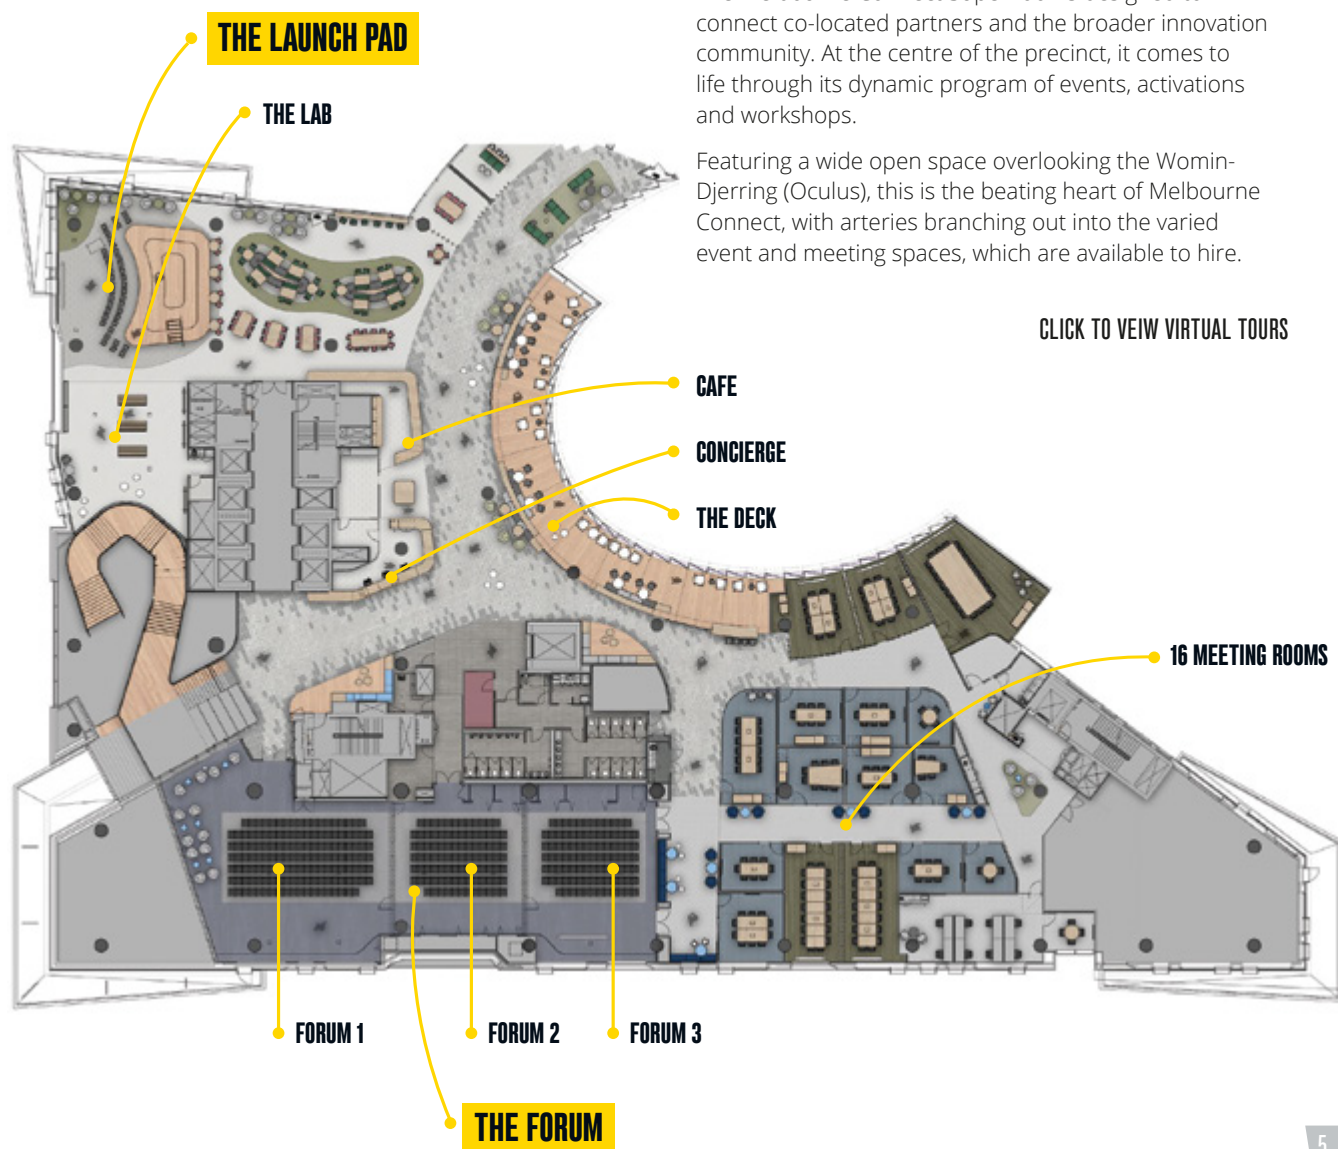 connect co-located partners and the broader innovation
community. At the centre of the precinct, it comes to
life through its dynamic program of events, activations
and workshops.
Featuring a wide open space overlooking the Womin-
Djerring (Oculus), this is the beating heart of Melbourne
Connect, with arteries branching out into the varied
event and meeting spaces, which are available to hire.
CLICK TO VEIW VIRTUAL TOURS
THE LAUNCH PAD
THE LAB
CAFE
CONCIERGE
THE DECK
16 MEETING ROOMS
FORUM 1
FORUM 2
FORUM 3
THE FORUM
5